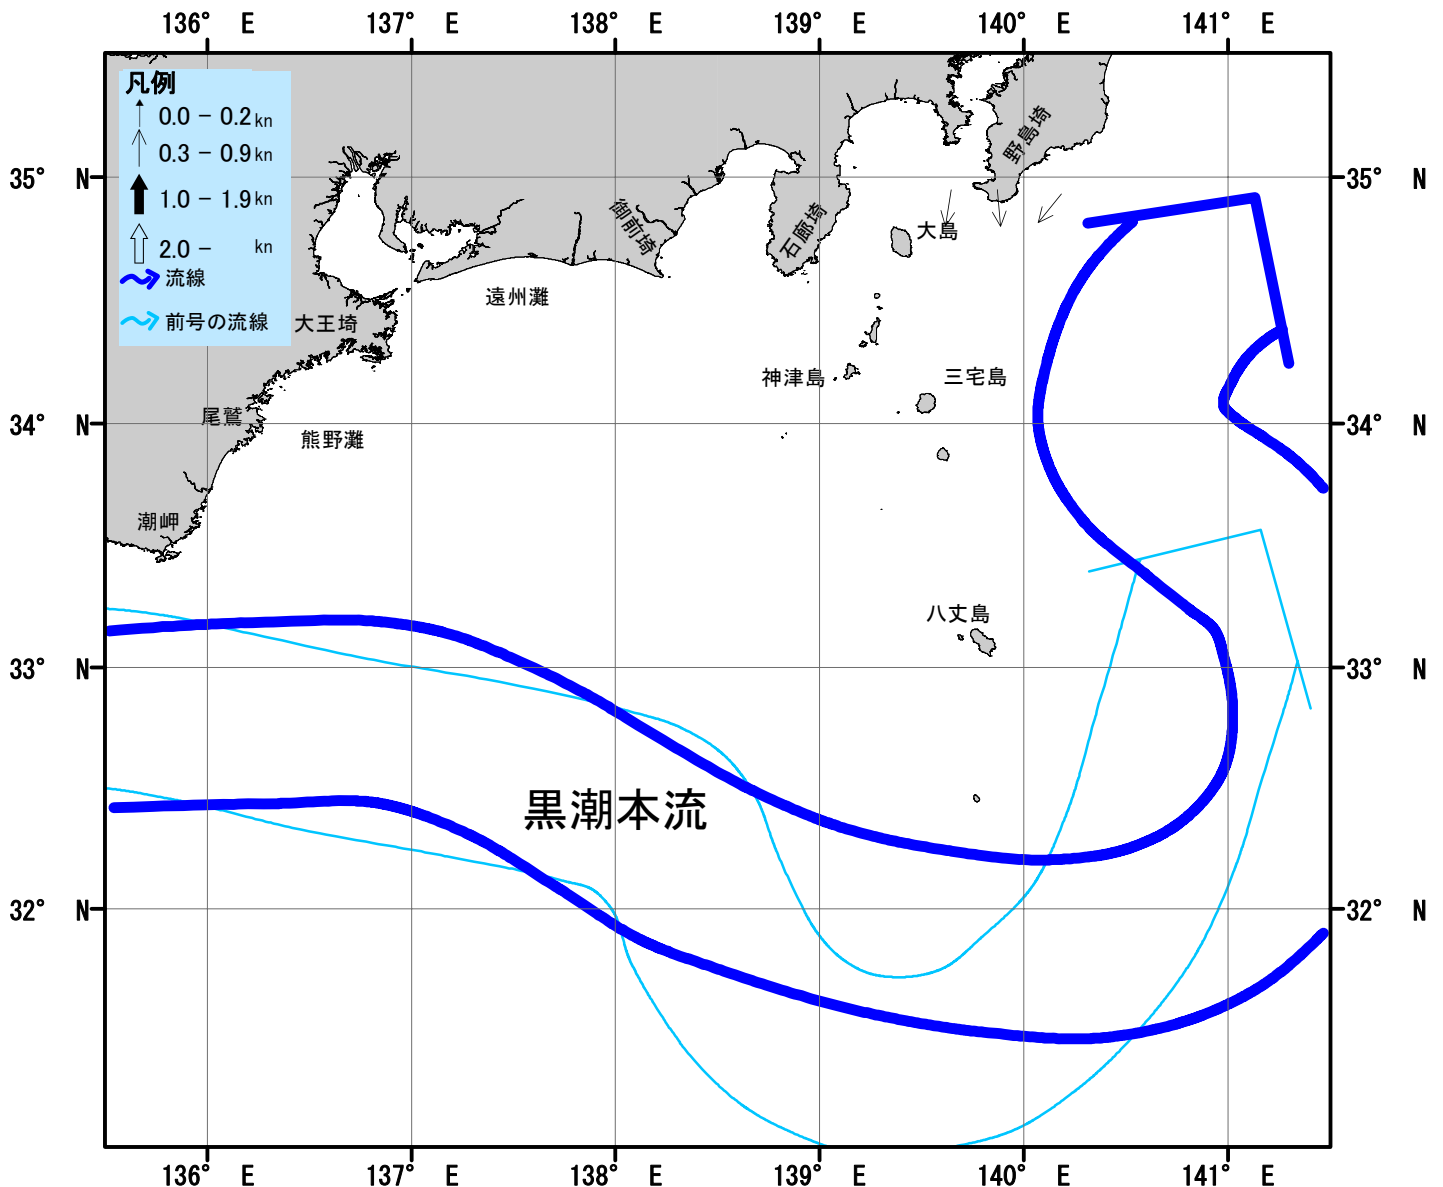 136° E 137° E 138° E 139° E 140° E 141° E
凡例
0.0 - 0.2 kn
0.3 - 0.9 kn
1.0 - 1.9 kn
2.0 - kn
流線
前号の流線
野島埼
35° N 35° N
御前埼
石廊埼
大島
遠州灘
大王埼
神津島
三宅島
尾鷲
34° N 34° N
熊野灘
潮岬
八丈島
33° N 33° N
黒潮本流
32° N 32° N
136° E 137° E 138° E 139° E 140° E 141° E